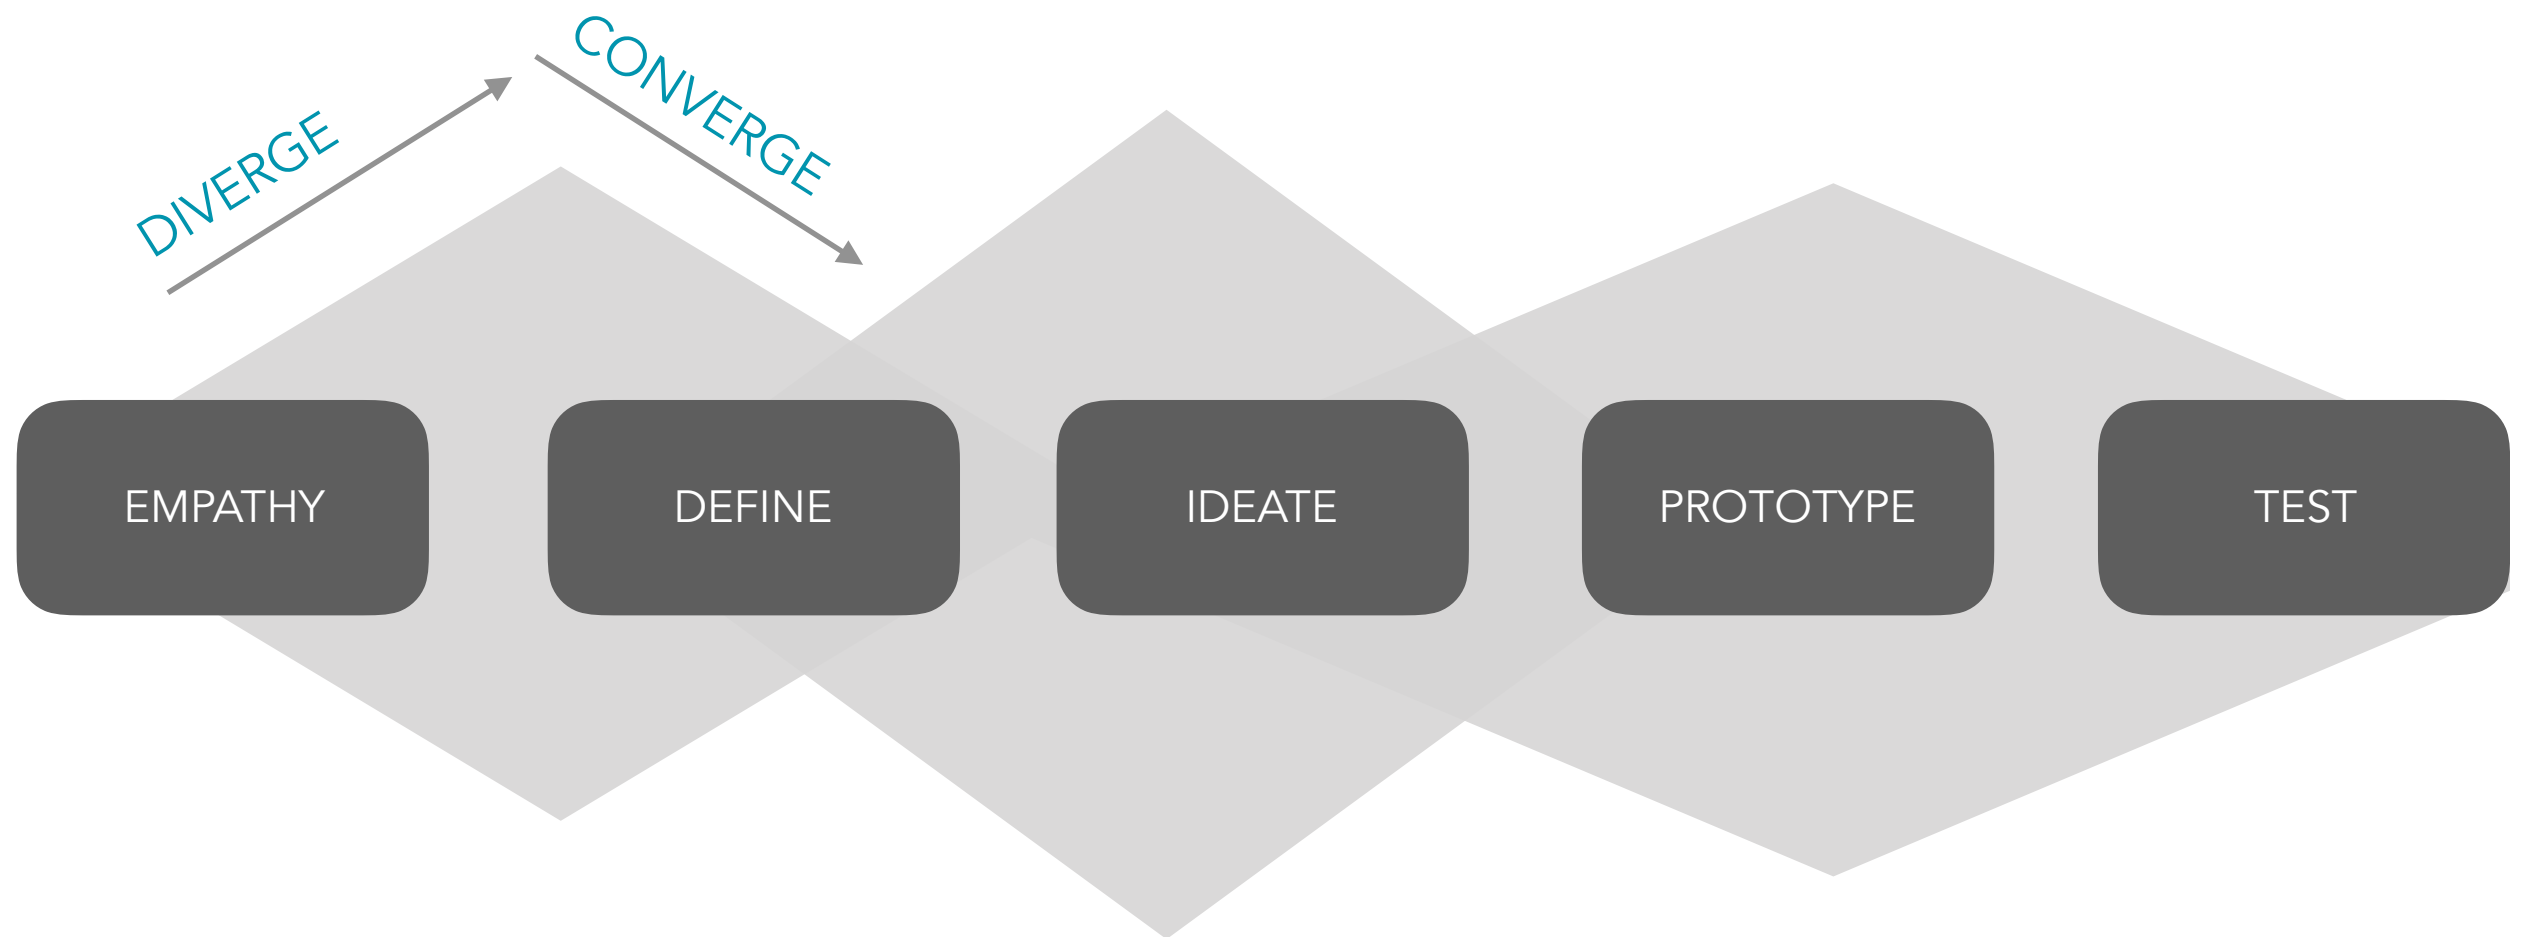 DIVERGE
CONVERGE
EMPATHY
DEFINE
IDEATE
PROTOTYPE
TEST